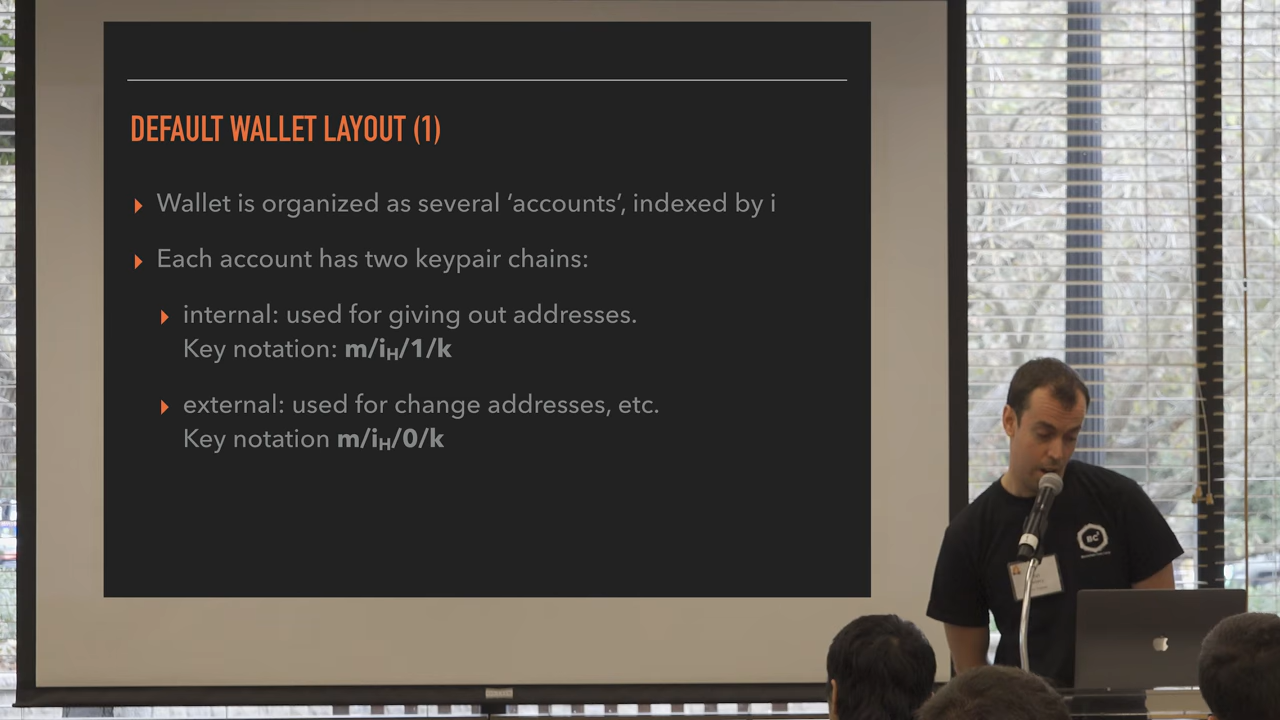 DEFAULT WALLET LAYOUT (1)
Wallet is organized as several ‘accounts’, indexed by i
Each account has two keypair chains:
internal: used for giving out addresses.
Key notation: m/iH/1/k
external: used for change addresses, etc.
Key notation m/iH/0/k
BC²